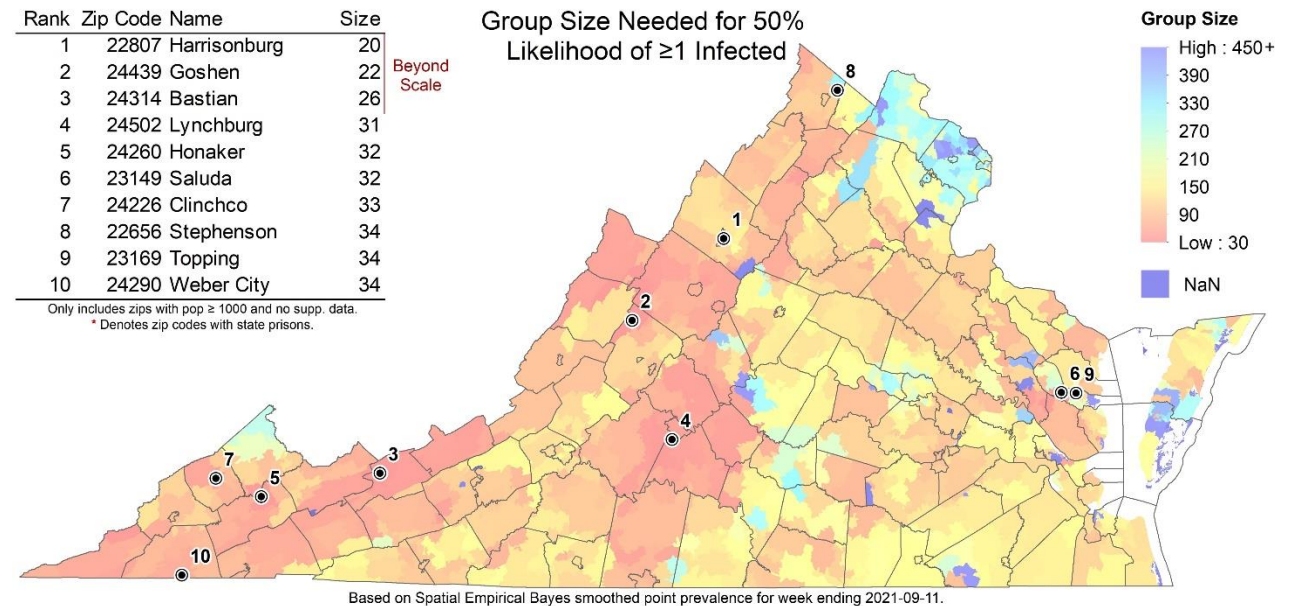 Group Size Needed for 50%
Likelihood of ≥1 Infected
Rank Zip Code Name Size
1 22807 Harrisonburg 20
2 24439 Goshen 22
3 24314 Bastian 26
4 24502 Lynchburg 31
5 24260 Honaker 32
6 23149 Saluda 32
7 24226 Clinchco 33
8 22656 Stephenson 34
9 23169 Topping 34
10 24290 Weber City 34
Beyond
Scale
Only includes zips with pop ≥ 1000 and no supp. data.
* Denotes zip codes with state prisons.
Group Size
High : 450+
390
330
270
210
150
90
Low : 30
NaN
8
1
2
6 9
4
3
7
5
10
Based on Spatial Empirical Bayes smoothed point prevalence for week ending 2021-09-11.